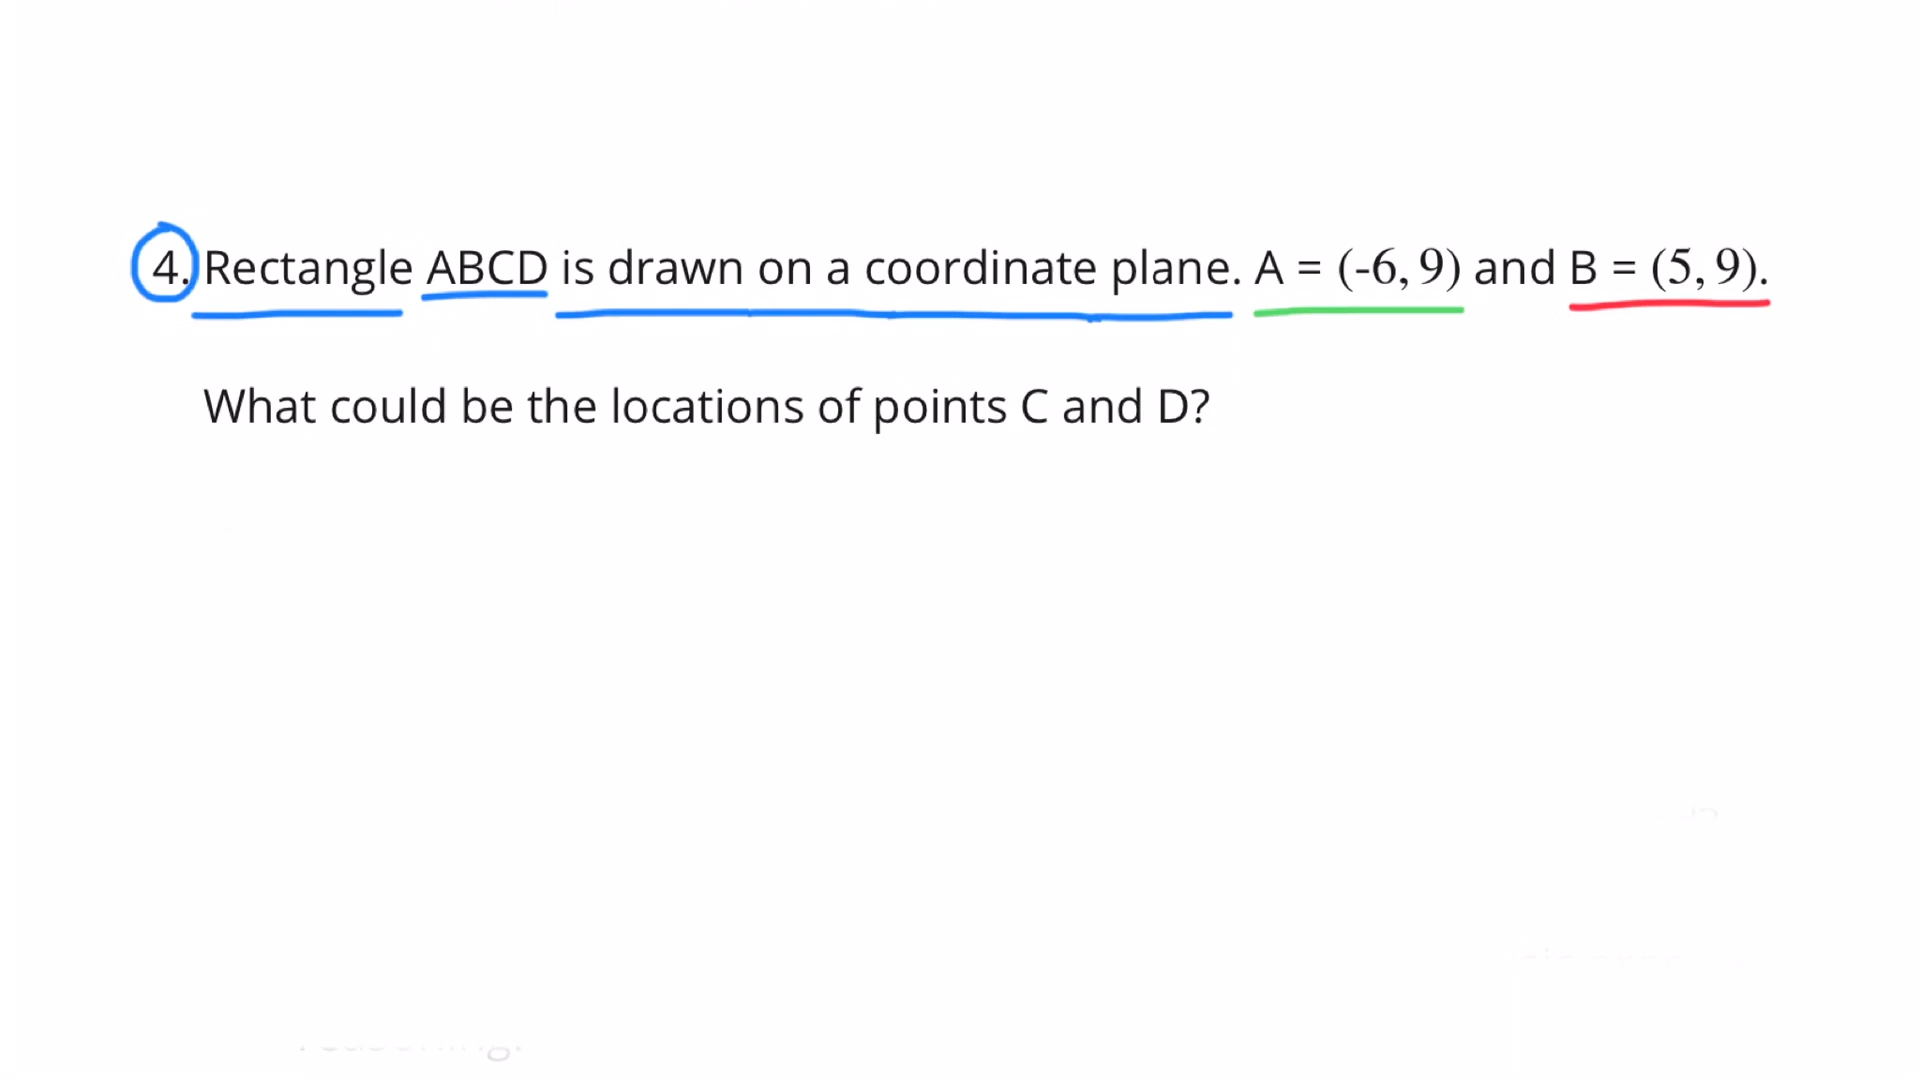 4. Rectangle ABCD is drawn on a coordinate plane. A = (-6, 9) and B = (5, 9).
What could be the locations of points C and D?